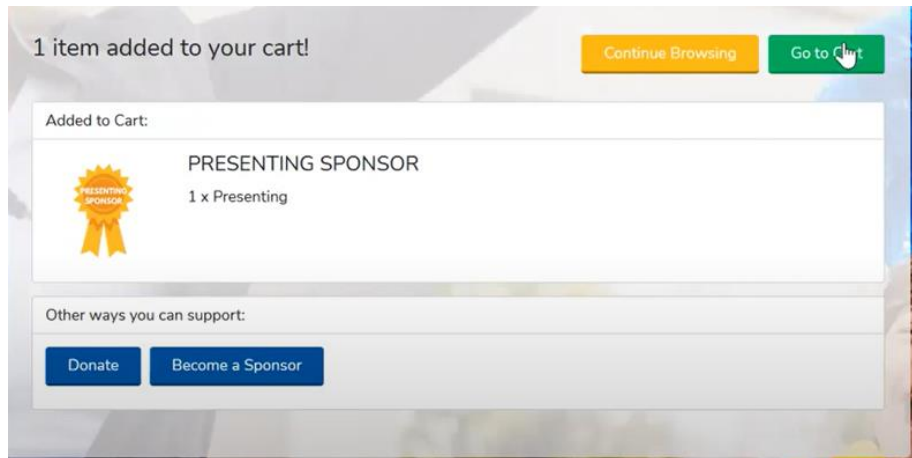 1 item added to your cart!
Continue Browsing
Go to Cart
Added to Cart:
PRESENTING SPONSOR
PRESENTING
SPONSOR
1 x Presenting
Other ways you can support:
Donate
Become a Sponsor